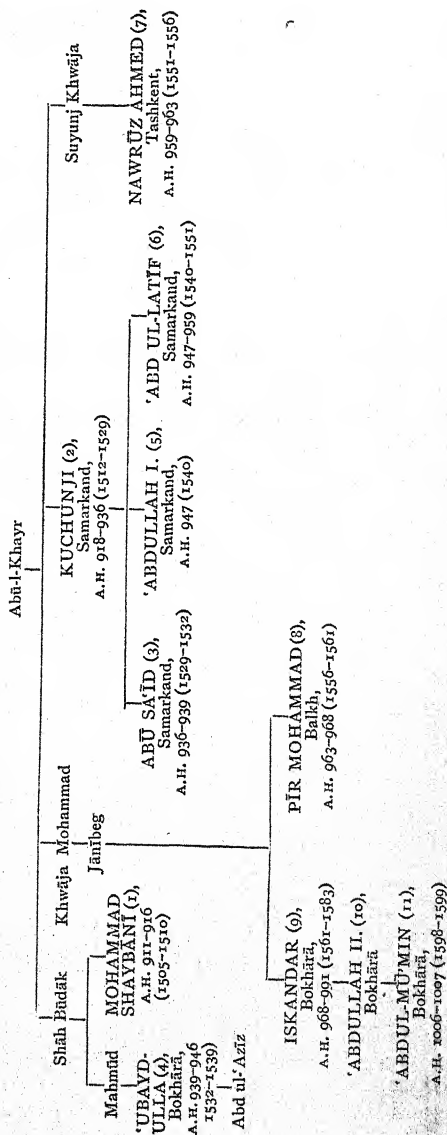 Abū-l-Khayr
Shāh Būdāk
Khwāja Mohammad
KUCHUNJI (2),
Samarkand,
A.H. 918–936 (1512–1529)
Suyunj Khwāja
Mahmūd
MOHAMMAD
SHAYBĀNĪ (1),
A.H. 911–916
(1505–1510)
Jānībeg
ABŪ SA'ĪD (3),
Samarkand,
A.H. 936–939 (1529–1532)
'ABDULLAH I. (5),
Samarkand,
A.H. 947 (1540)
'ABD UL-LATĪF (6),
Samarkand,
A.H. 947–959 (1540–1551)
NAWRŪZ AHMED (7),
Tashkent,
A.H. 959–963 (1551–1556)
'UBAYD-
ULLA (4),
Bokhārā,
A.H. 939–946
1532–1539)
Abd ul-'Azīz
ISKANDAR (9),
Bokhārā,
A.H. 968–991 (1561–1583)
PĪR MOHAMMAD (8),
Balkh,
A.H. 963–968 (1556–1561)
'ABDULLAH II. (10),
Bokhārā
'ABDUL-MŪ'MIN (11),
Bokhārā,
A.H. 1006–1007 (1598–1599)